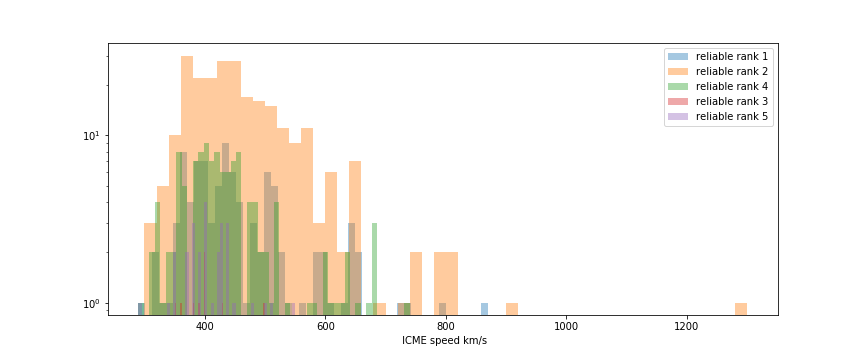 reliable rank 1
reliable rank 2
reliable rank 4
reliable rank 3
reliable rank 5
10¹
10⁰
400 600 800 1000 1200
ICME speed km/s